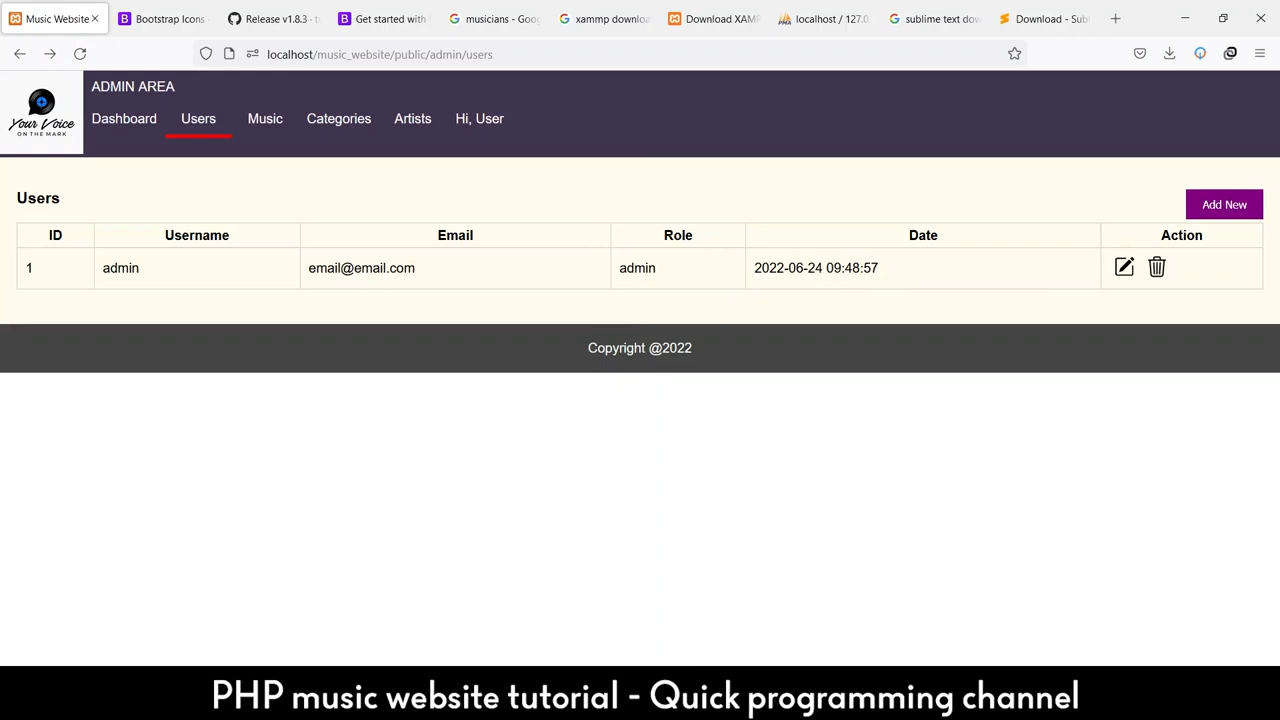 Music Website
Bootstrap Icons
Release v1.8.3 -
Get started with
musicians - Goo
xammp downlo
Download XAM
localhost / 127.0
sublime text dow
Download - Sub
localhost/music_website/public/admin/users
Your Voice
ON THE MARK
ADMIN AREA
Dashboard Users Music Categories Artists Hi, User
Users
Add New
ID Username Email Role Date Action
1 admin email@email.com admin 2022-06-24 09:48:57
Copyright @2022
PHP music website tutorial - Quick programming channel